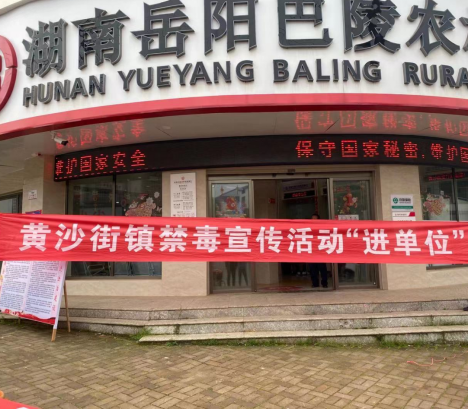 湖南岳阳巴陵农
HUNAN YUEYANG BALING RURA
维护国家安全
保守国家秘密,维护国
黄沙街镇禁毒宣传活动“进单位”